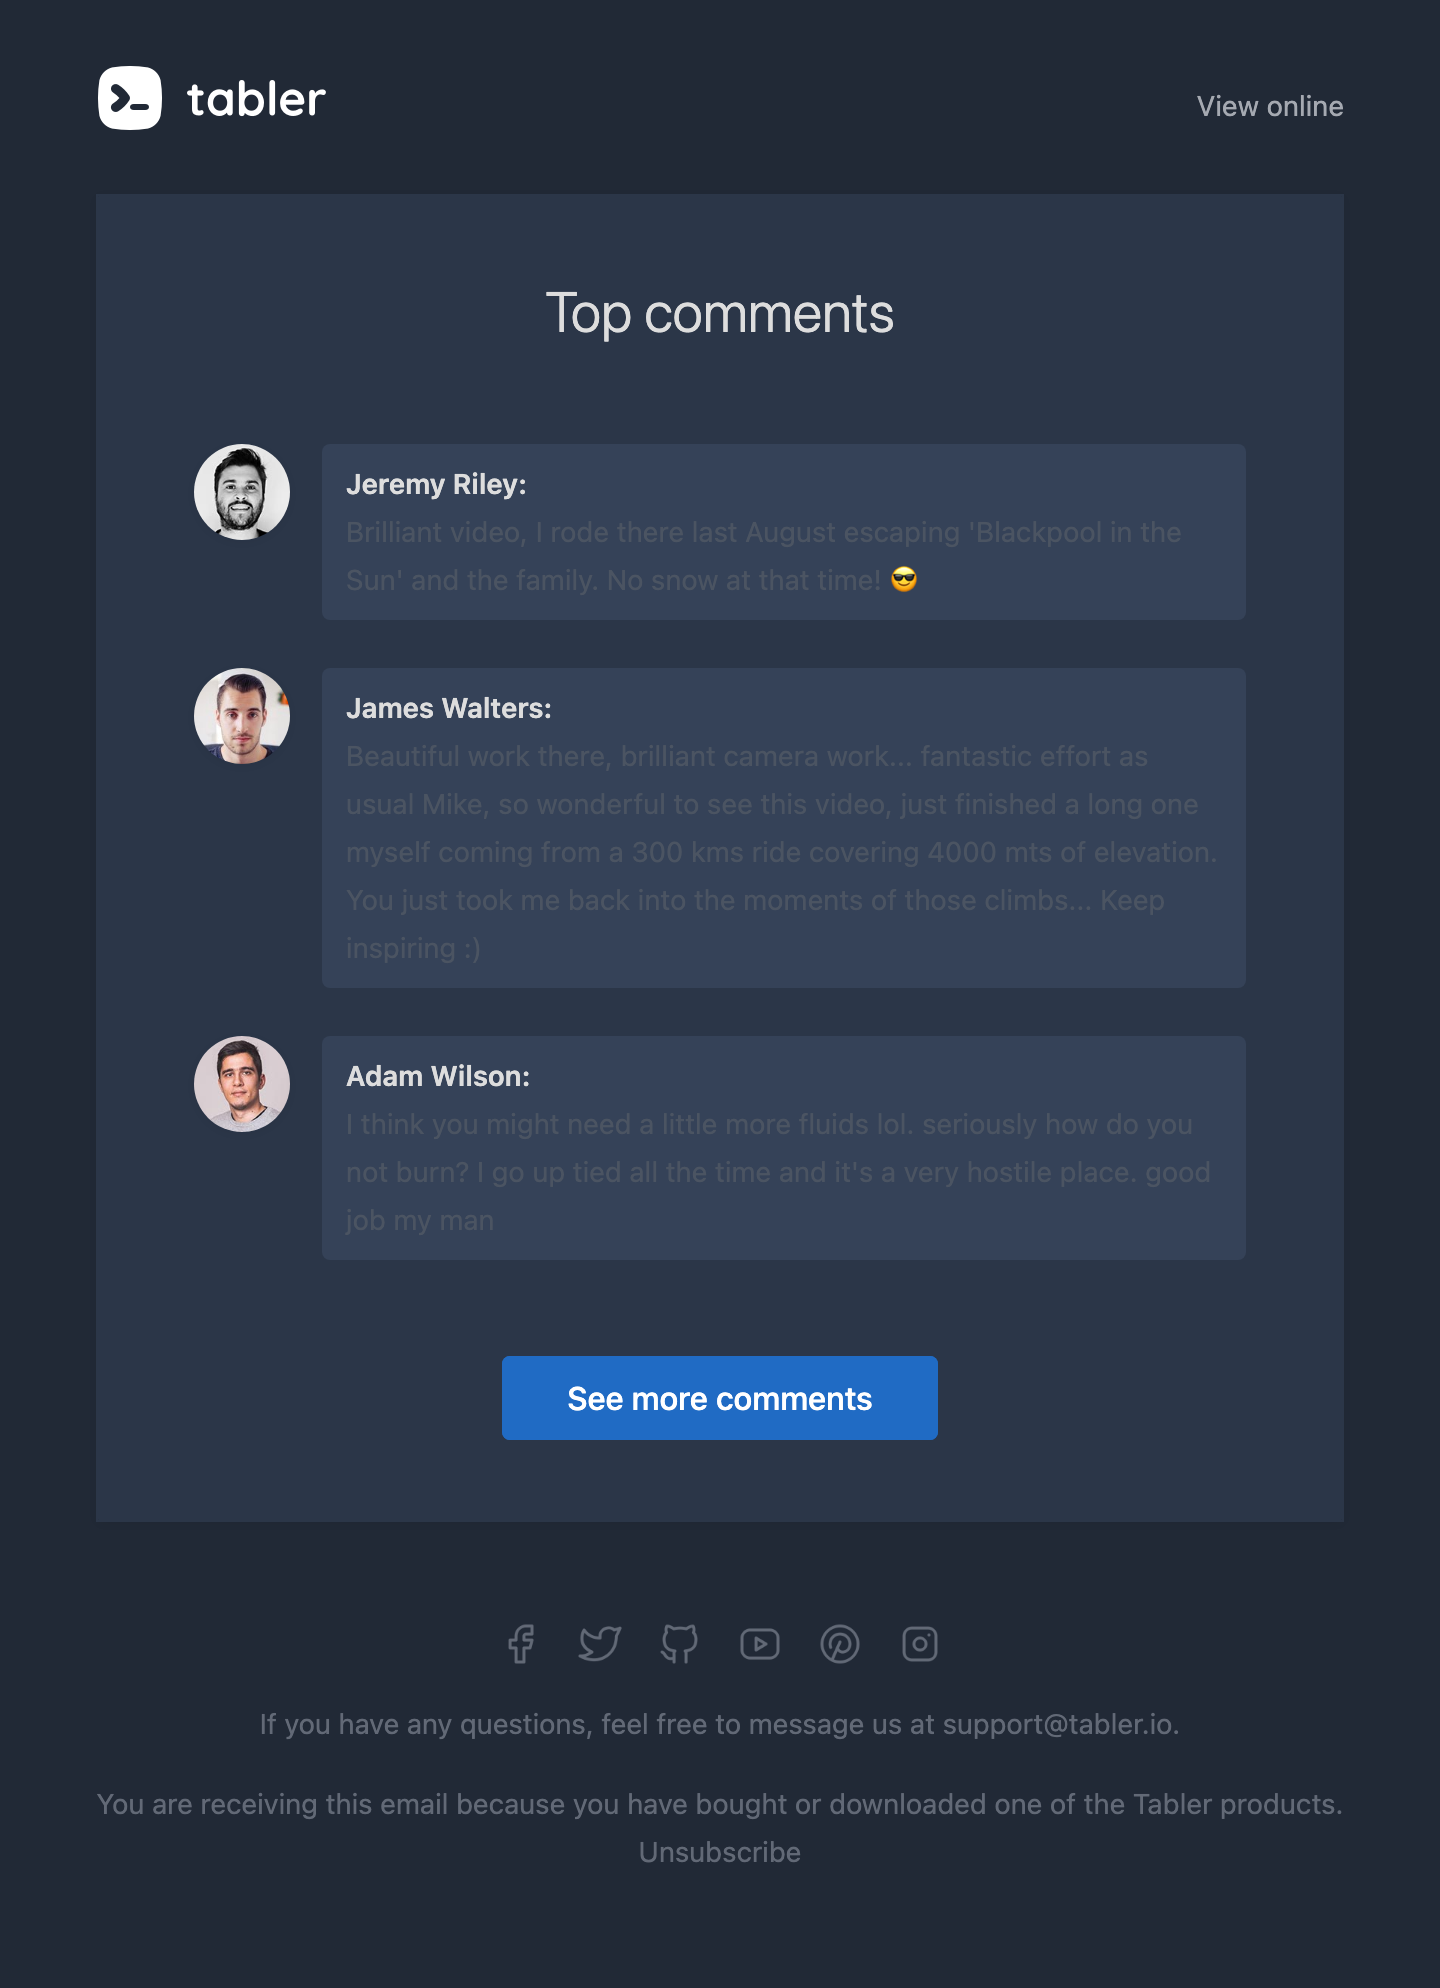 tabler
View online
Top comments
Jeremy Riley:
Brilliant video, I rode there last August escaping 'Blackpool in the
Sun' and the family. No snow at that time! 😎
James Walters:
Beautiful work there, brilliant camera work... fantastic effort as
usual Mike, so wonderful to see this video, just finished a long one
myself coming from a 300 kms ride covering 4000 mts of elevation.
You just took me back into the moments of those climbs... Keep
inspiring :)
Adam Wilson:
I think you might need a little more fluids lol. seriously how do you
not burn? I go up tied all the time and it's a very hostile place. good
job my man
See more comments
If you have any questions, feel free to message us at support@tabler.io.
You are receiving this email because you have bought or downloaded one of the Tabler products.
Unsubscribe